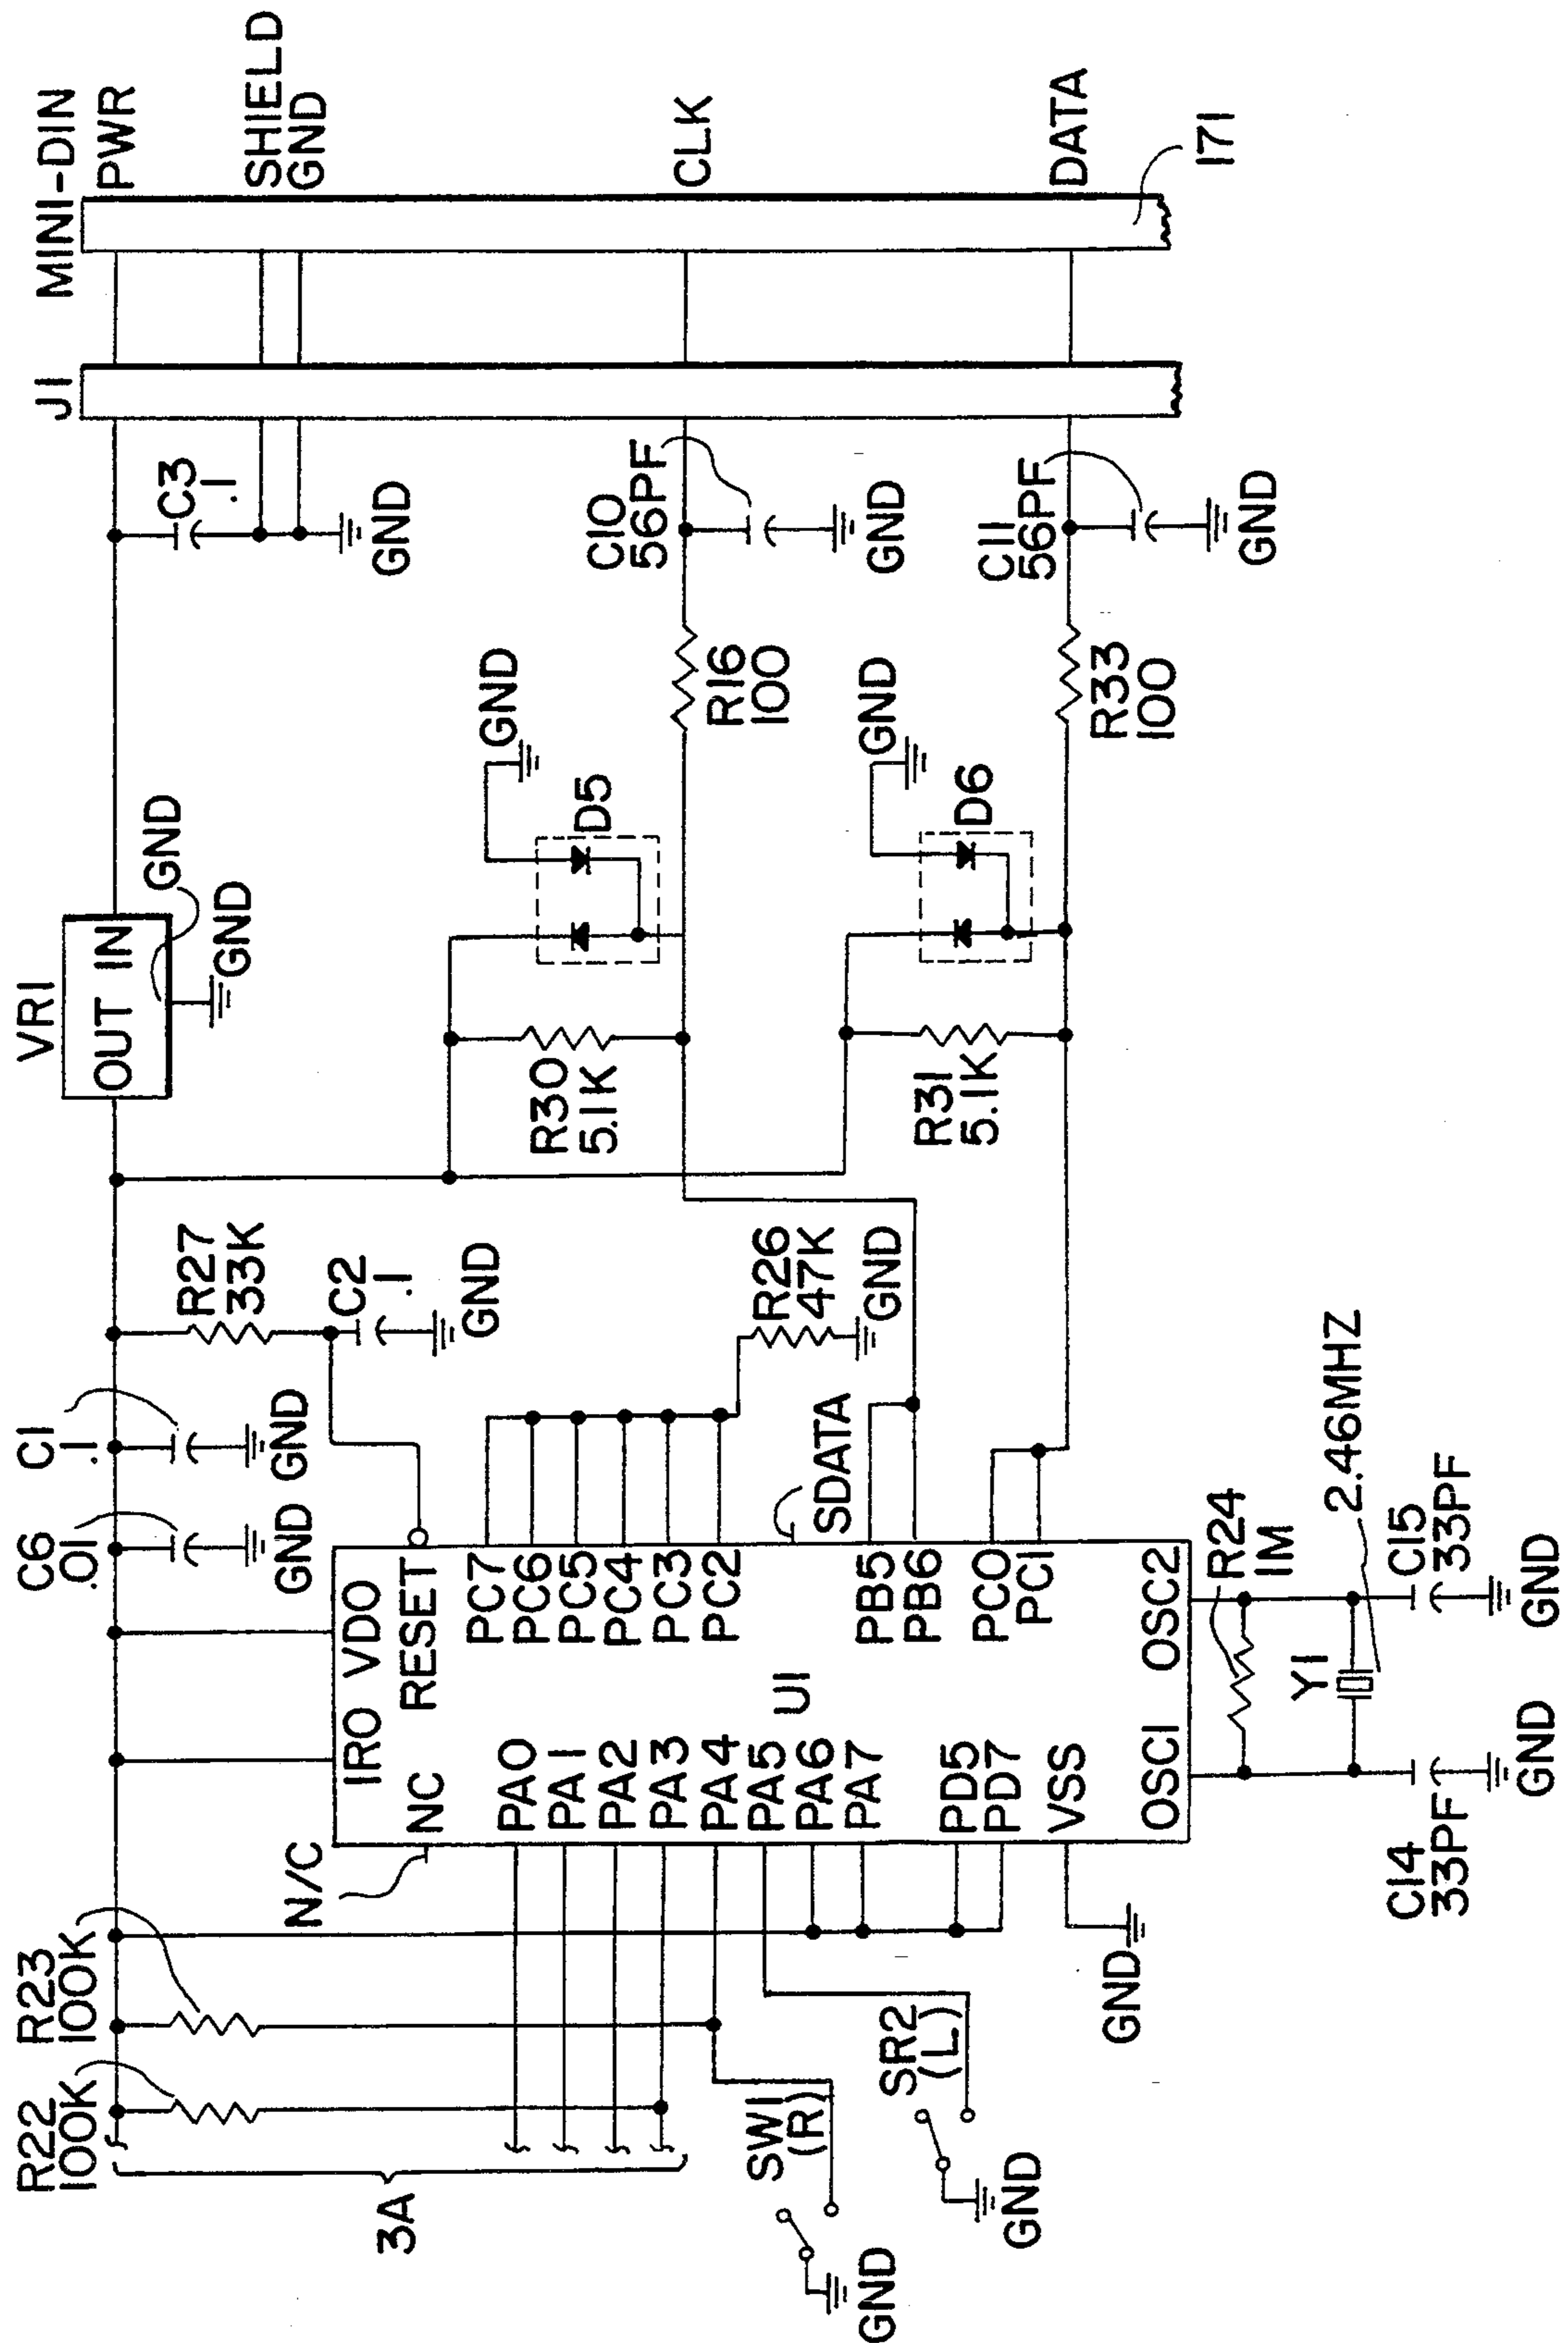 MINI-DIN
PWR
SHIELD
GND
CLK
DATA
171
J1
C3
.1
GND
C10
56PF
GND
C11
56PF
GND
R16
100
R33
100
GND
D5
GND
D6
VR1
OUT IN
GND
GND
R30
5.1K
R31
5.1K
R27
33K
C2
.1
GND
R26
47K
GND
C1
.1
GND
C6
.01
GND
SDATA
2.46MHZ
IRO VDO
RESET
NC
N/C
PC7
PC6
PC5
PC4
PC3
PC2
PB5
PB6
PC0
PC1
OSC2
U1
PA0
PA1
PA2
PA3
PA4
PA5
PA6
PA7
PD5
PD7
VSS
OSC1
R24
1M
Y1
C15
33PF
GND
C14
33PF
GND
GND
R23
100K
R22
100K
3A
SW1
(R)
GND
SR2
(L)
GND